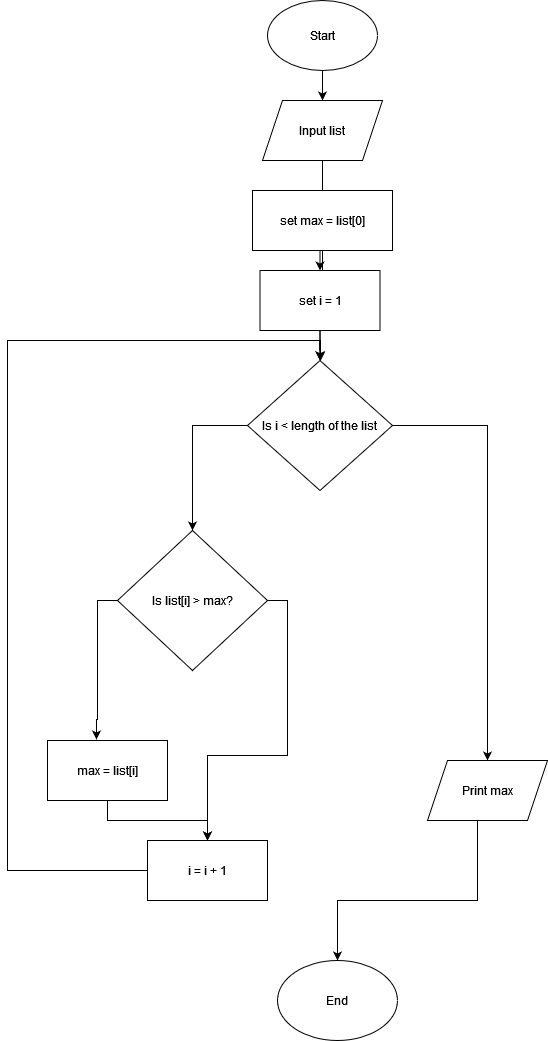 Start
Input list
set max = list[0]
set i = 1
Is i < length of the list
Is list[i] > max?
max = list[i]
Print max
i = i + 1
End